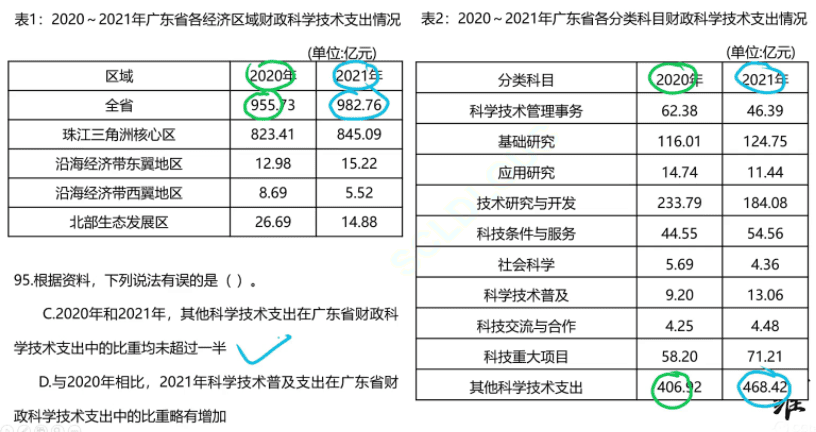 表1：2020～2021年广东省各经济区域财政科学技术支出情况
(单位:亿元)
区域 2020年 2021年
全省 955.73 982.76
珠江三角洲核心区 823.41 845.09
沿海经济带东翼地区 12.98 15.22
沿海经济带西翼地区 8.69 5.52
北部生态发展区 26.69 14.88
95.根据资料，下列说法有误的是（ ）。
C.2020年和2021年，其他科学技术支出在广东省财政科
学技术支出中的比重均未超过一半
D.与2020年相比，2021年科学技术普及支出在广东省财
政科学技术支出中的比重略有增加
表2：2020～2021年广东省各分类科目财政科学技术支出情况
(单位:亿元)
分类科目 2020年 2021年
科学技术管理事务 62.38 46.39
基础研究 116.01 124.75
应用研究 14.74 11.44
技术研究与开发 233.79 184.08
科技条件与服务 44.55 54.56
社会科学 5.69 4.36
科学技术普及 9.20 13.06
科技交流与合作 4.25 4.48
科技重大项目 58.20 71.21
其他科学技术支出 406.92 468.42